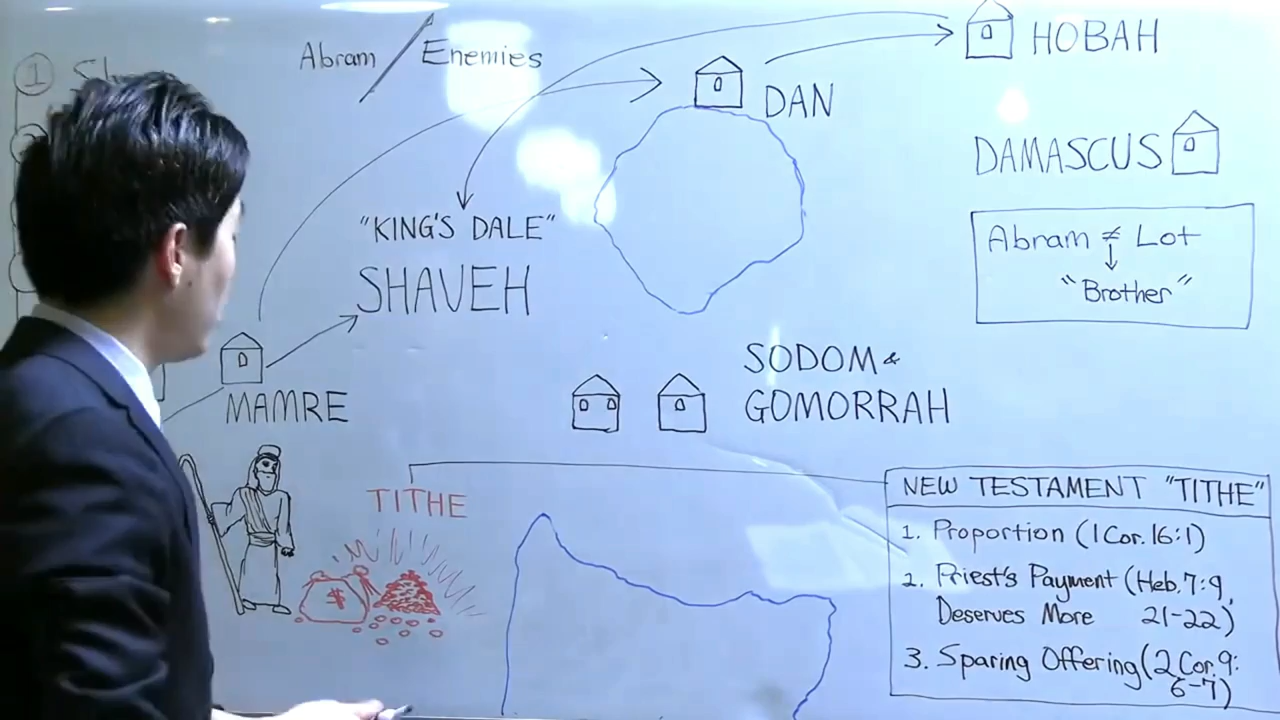 Abram / Enemies
HOBAH
1
DAN
DAMASCUS
"KING'S DALE"
SHAVEH
Abram ≠ Lot
"Brother"
MAMRE
SODOM &
GOMORRAH
TITHE
$
NEW TESTAMENT "TITHE"
1. Proportion (1 Cor. 16:1)
2. Priest's Payment (Heb. 7:9,
Deserves More 21-22)
3. Sparing Offering (2 Cor. 9:
6-7)